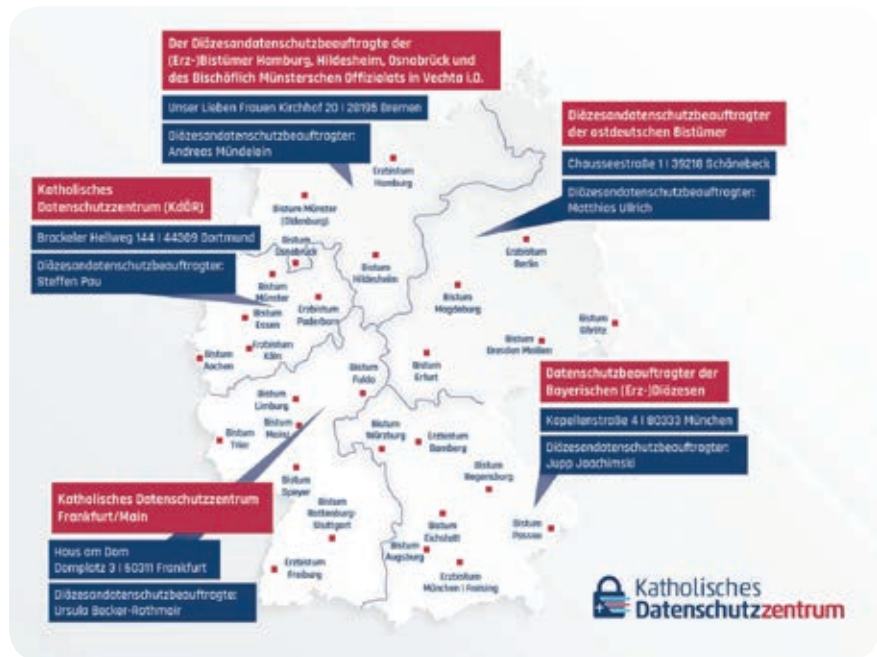 Der Diözesandatenschutzbeauftragte der
(Erz-)Bistümer Hamburg, Hildesheim, Osnabrück und
des Bischöflich Münsterschen Offizialats in Vechta i.O.
Unser Lieben Frauen Kirchhof 20 | 28195 Bremen
Diözesandatenschutzbeauftragter:
Andreas Mündelein
Diözesandatenschutzbeauftragter
der ostdeutschen Bistümer
Chausseestraße 1 | 39218 Schönebeck
Diözesandatenschutzbeauftragter:
Matthias Ullrich
Katholisches
Datenschutzzentrum (KdÖR)
Brackeler Hellweg 144 | 44309 Dortmund
Diözesandatenschutzbeauftragter:
Steffen Pau
Erzbistum
Hamburg
Bistum Münster
(Oldenburg)
Bistum
Osnabrück
Bistum
Hildesheim
Erzbistum
Berlin
Bistum
Münster
Erzbistum
Paderborn
Bistum
Magdeburg
Bistum
Essen
Bistum
Görlitz
Erzbistum
Köln
Bistum
Aachen
Bistum
Dresden Meißen
Bistum
Erfurt
Bistum
Fulda
Datenschutzbeauftragter der
Bayerischen (Erz-)Diözesen
Kapellenstraße 4 | 80333 München
Diözesandatenschutzbeauftragter:
Jupp Joachimski
Bistum
Limburg
Bistum
Mainz
Bistum
Trier
Bistum
Würzburg
Erzbistum
Bamberg
Bistum
Speyer
Bistum
Regensburg
Bistum
Rottenburg-
Stuttgart
Bistum
Eichstätt
Bistum
Passau
Bistum
Augsburg
Erzbistum
Freiburg
Erzbistum
München | Freising
Katholisches Datenschutzzentrum
Frankfurt/Main
Haus am Dom
Domplatz 3 | 60311 Frankfurt
Diözesandatenschutzbeauftragte:
Ursula Becker-Rathmair
Katholisches
Datenschutzzentrum